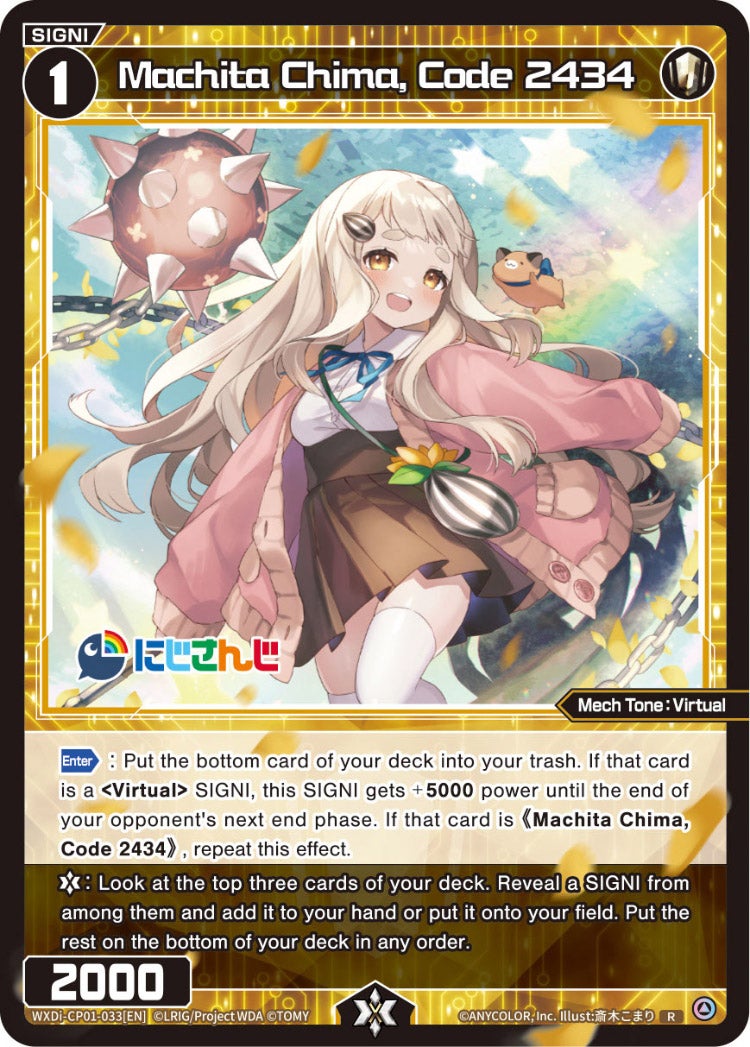 SIGNI
1
Machita Chima, Code 2434
にじさんじ
Mech Tone:Virtual
Enter : Put the bottom card of your deck into your trash. If that card
is a <Virtual> SIGNI, this SIGNI gets +5000 power until the end of
your opponent's next end phase. If that card is 《Machita Chima,
Code 2434》, repeat this effect.
: Look at the top three cards of your deck. Reveal a SIGNI from
among them and add it to your hand or put it onto your field. Put the
rest on the bottom of your deck in any order.
2000
WXDi-CP01-033[EN] ©LRIG/Project WDA ©TOMY
©ANYCOLOR, Inc. Illust:斎木こまり R